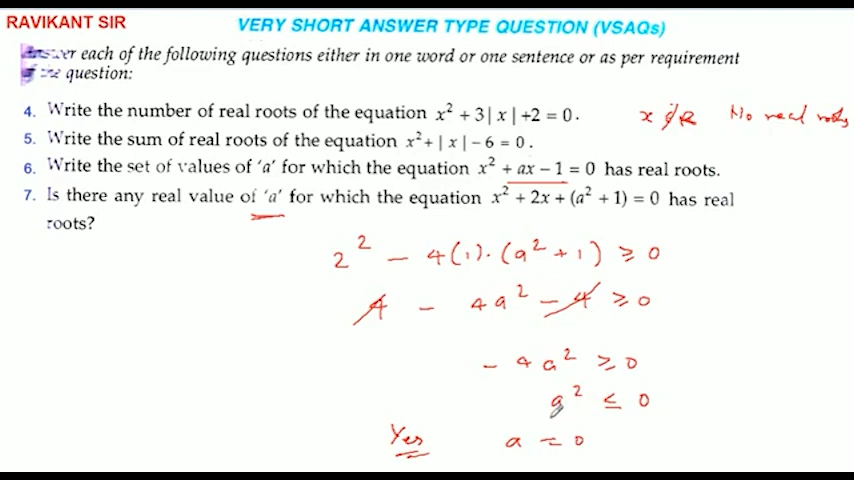 RAVIKANT SIR
VERY SHORT ANSWER TYPE QUESTION (VSAQs)
Answer each of the following questions either in one word or one sentence or as per requirement
of the question:
4. Write the number of real roots of the equation x² + 3| x | +2 = 0. x ∉ R No real roots
5. Write the sum of real roots of the equation x²+ | x | − 6 = 0.
6. Write the set of values of 'a' for which the equation x² + ax − 1 = 0 has real roots.
7. Is there any real value of 'a' for which the equation x² + 2x + (a² + 1) = 0 has real
roots?
2² − 4(1).(a² + 1) ≥ 0
4 − 4a² − 4 ≥ 0
− 4a² ≥ 0
a² ≤ 0
Yes a = 0